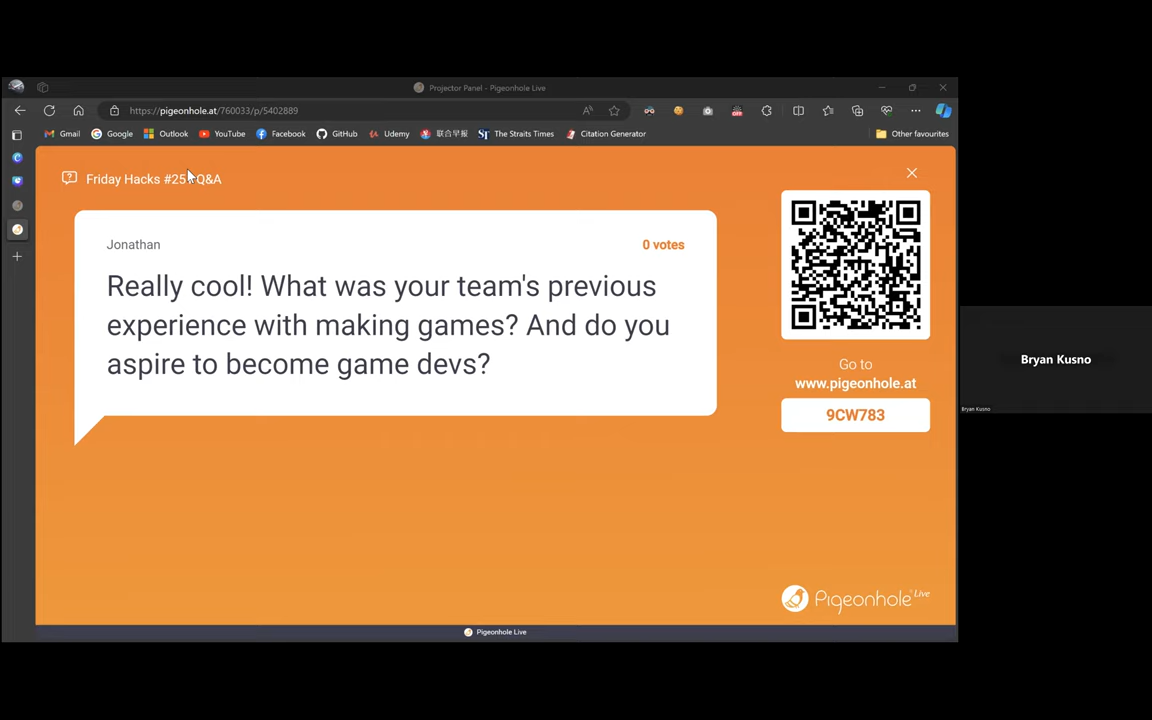 Projector Panel - Pigeonhole Live
https://pigeonhole.at/760033/p/5402889
Gmail
Google
Outlook
YouTube
Facebook
GitHub
Udemy
联合早报
The Straits Times
Citation Generator
Other favourites
Friday Hacks #25 Q&A
Jonathan
0 votes
Really cool! What was your team's previous
experience with making games? And do you
aspire to become game devs?
Go to
www.pigeonhole.at
9CW783
Pigeonhole Live
Pigeonhole Live
Bryan Kusno
Bryan Kusno